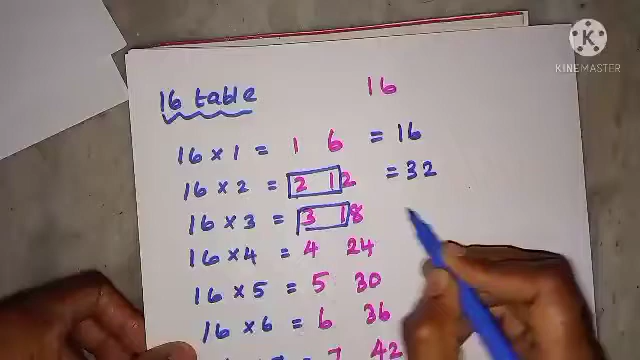 K
KINEMASTER
16 table 16
16 × 1 = 1 6 = 16
16 × 2 = 2 12 = 32
16 × 3 = 3 18
16 × 4 = 4 24
16 × 5 = 5 30
16 × 6 = 6 36
7 42